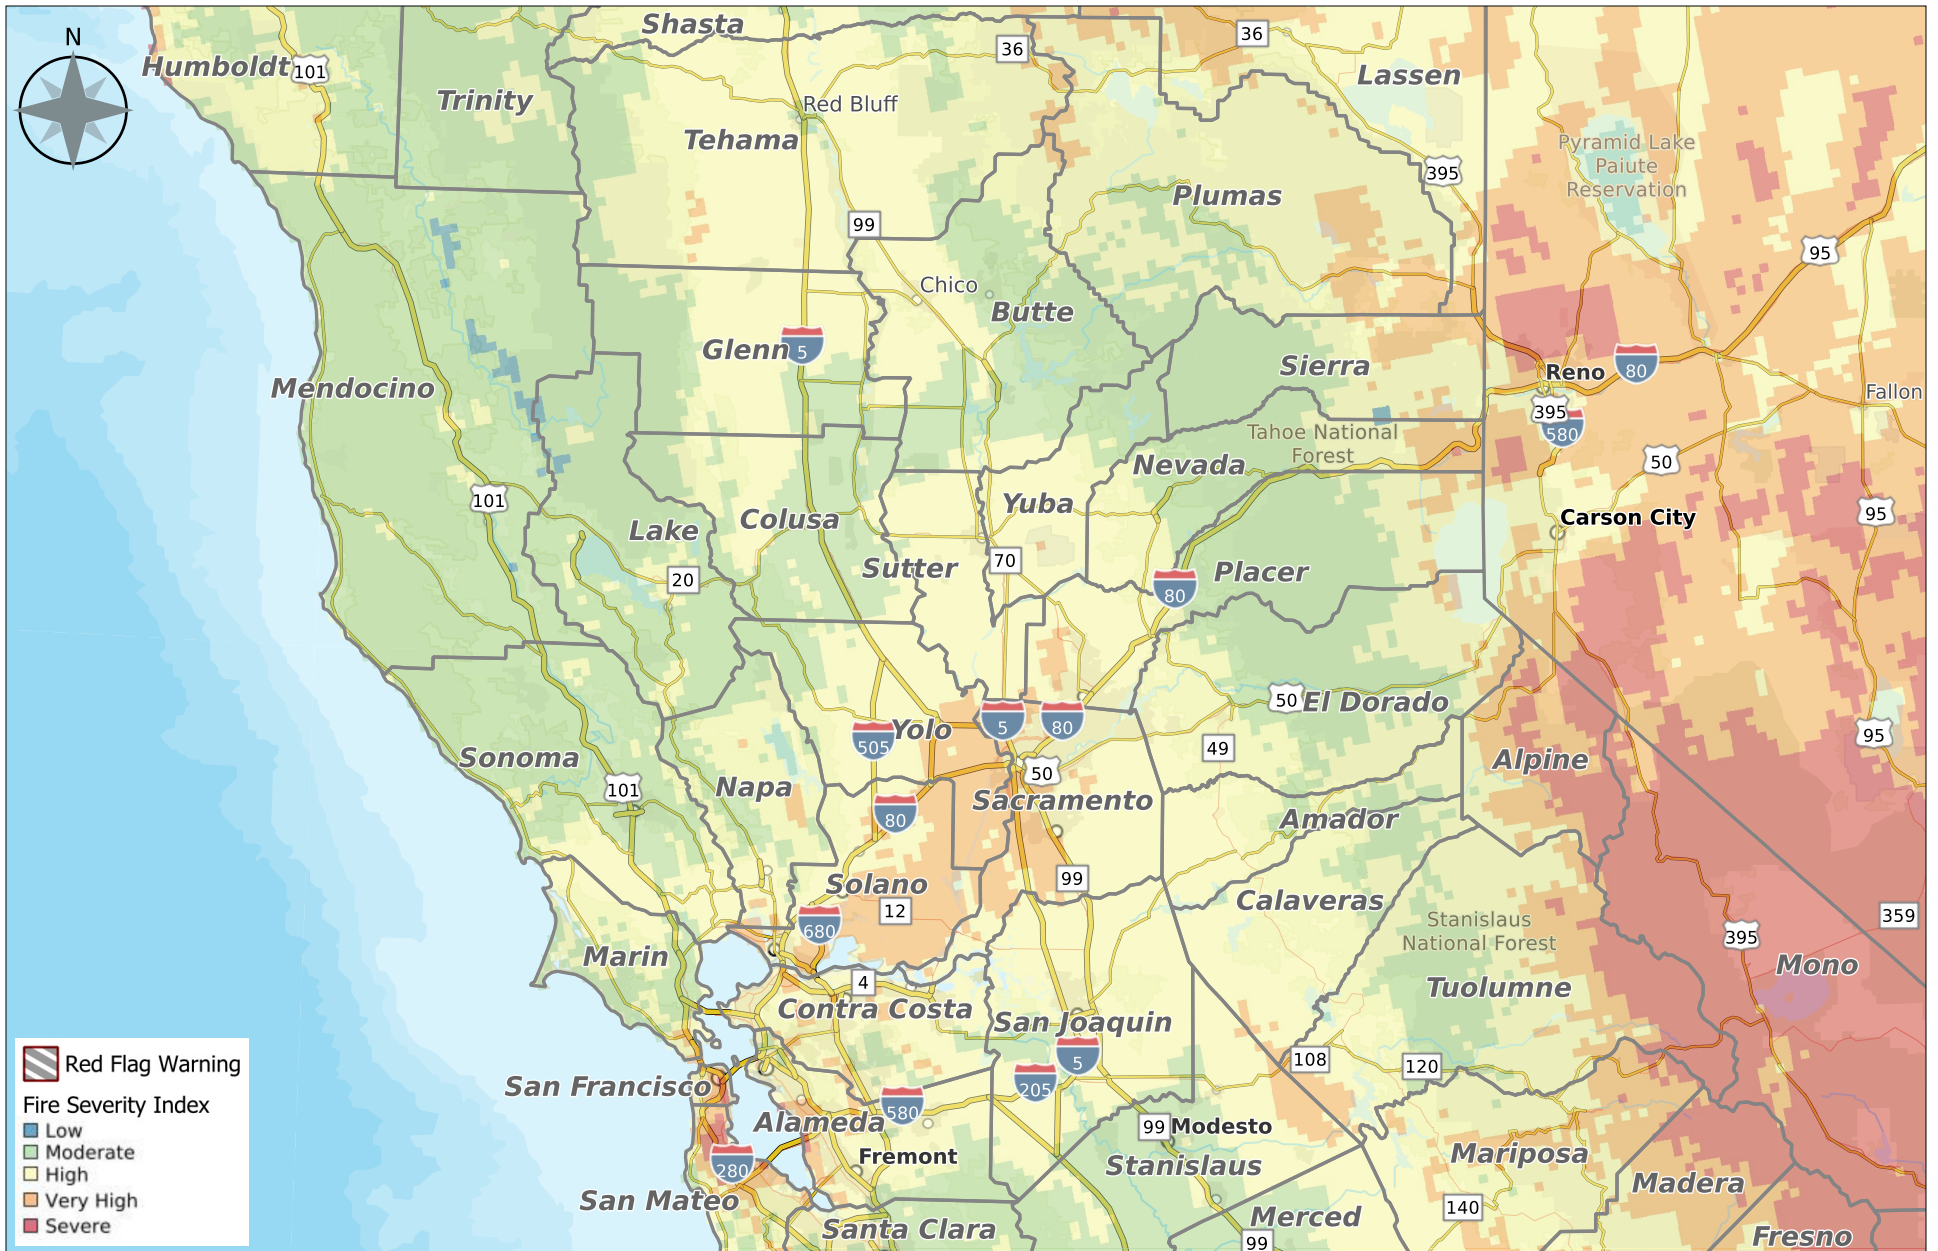 N
Shasta
36
36
Humboldt
101
Trinity
Lassen
Red Bluff
Tehama
Pyramid Lake
Paiute
Reservation
395
Plumas
99
95
Chico
Butte
Glenn
5
Sierra
80
Reno
Mendocino
Fallon
395
580
Tahoe National
Forest
Nevada
50
101
Yuba
Colusa
Lake
95
Carson City
70
Sutter
20
Placer
80
50
El Dorado
5
80
Yolo
505
95
49
Sonoma
Alpine
50
101
Napa
Sacramento
80
Amador
99
Solano
12
Calaveras
359
Stanislaus
National Forest
680
395
Marin
Mono
4
Tuolumne
Contra Costa
San Joaquin
5
108
120
Red Flag Warning
205
San Francisco
Fire Severity Index
580
Alameda
99
Modesto
Low
Moderate
High
Very High
Severe
Fremont
Mariposa
280
Stanislaus
Madera
San Mateo
140
Merced
Santa Clara
99
Fresno